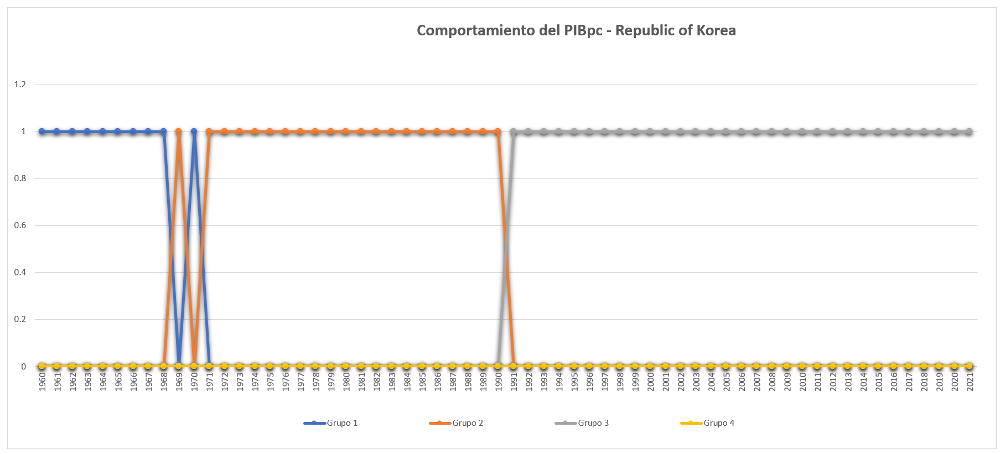 Comportamiento del PIBpc - Republic of Korea
1.2
1
0.8
0.6
0.4
0.2
0
1960 1961 1962 1963 1964 1965 1966 1967 1968 1969 1970 1971 1972 1973 1974 1975 1976 1977 1978 1979 1980 1981 1982 1983 1984 1985 1986 1987 1988 1989 1990 1991 1992 1993 1994 1995 1996 1997 1998 1999 2000 2001 2002 2003 2004 2005 2006 2007 2008 2009 2010 2011 2012 2013 2014 2015 2016 2017 2018 2019 2020 2021
Grupo 1 Grupo 2 Grupo 3 Grupo 4